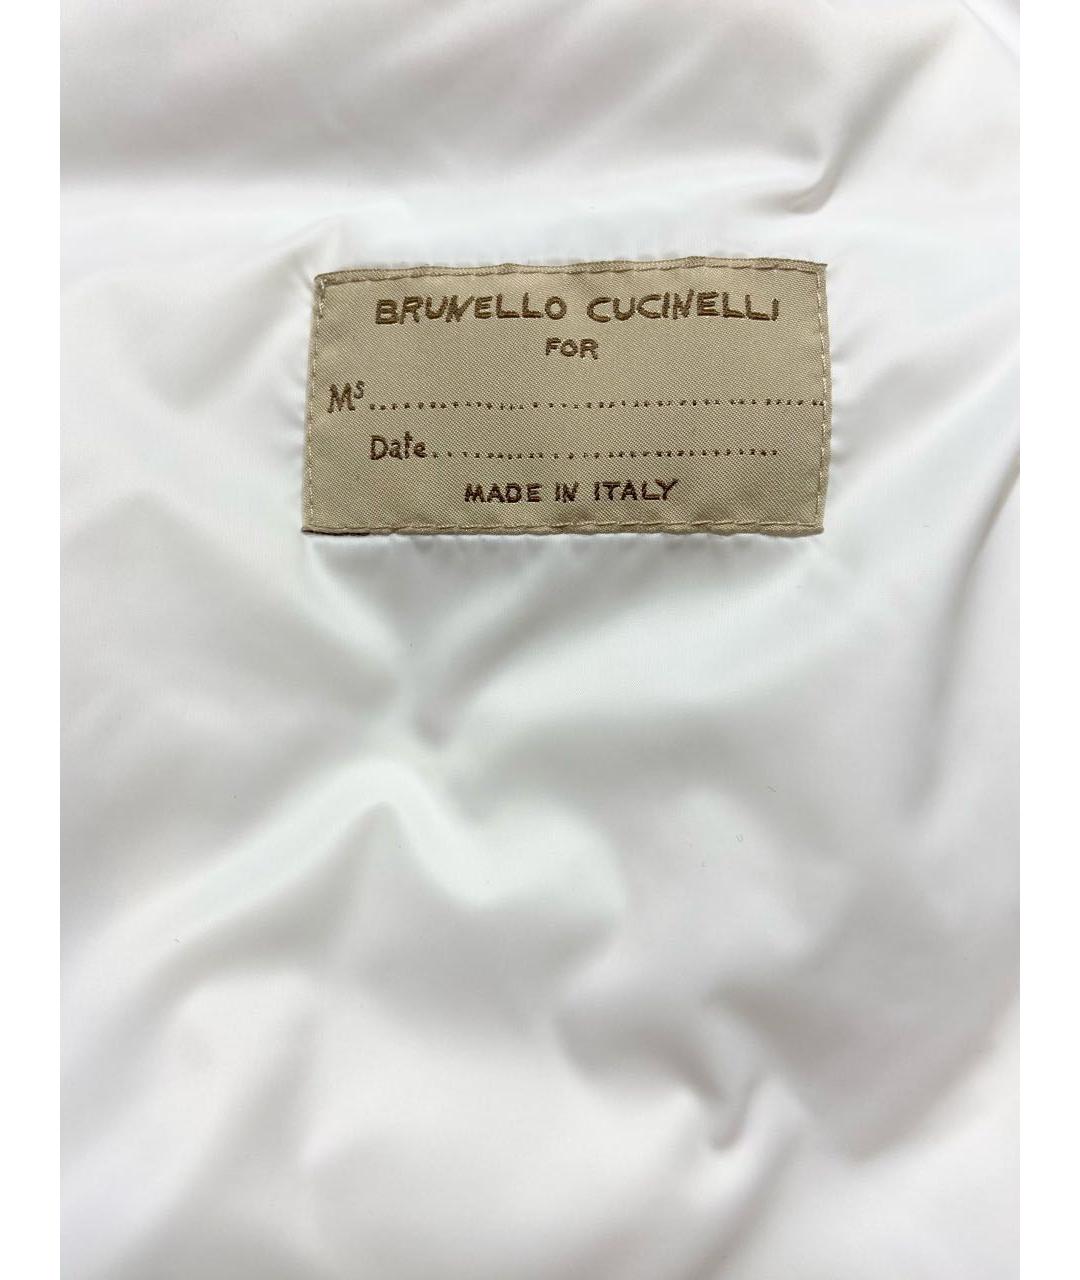 BRUNELLO CUCINELLI
FOR
Ms..........................................
Date................................
MADE IN ITALY